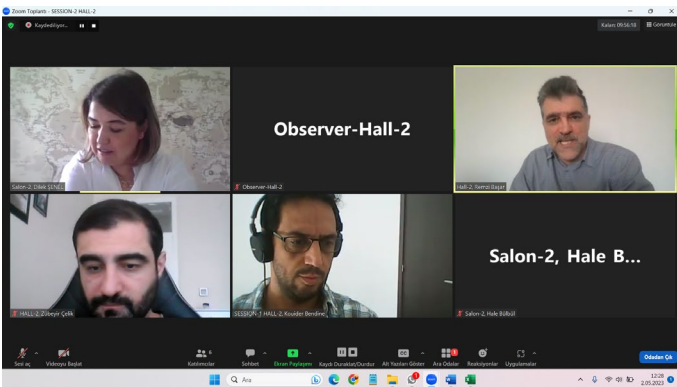 Zoom Toplantı - SESSION-2 HALL-2
Kaydediliyor...
Kalan: 09:56:18
Görüntüle
Salon-2, Dilek ŞENEL
Observer-Hall-2
Observer-Hall-2
Hall-2, Remzi Başar
HALL-2, Zübeyir Çelik
SESSION-1 HALL-2, Kouider Bendine
Salon-2, Hale B...
Salon-2, Hale Bülbül
Sesi aç
Videoyu Başlat
6
Katılımcılar
Sohbet
Ekran Paylaşımı
Kaydı Duraklat/Durdur
CC
Alt Yazıları Göster
Ara Odalar
Reaksiyonlar
Uygulamalar
Odadan Çık
Ara
12:28
2.05.2023